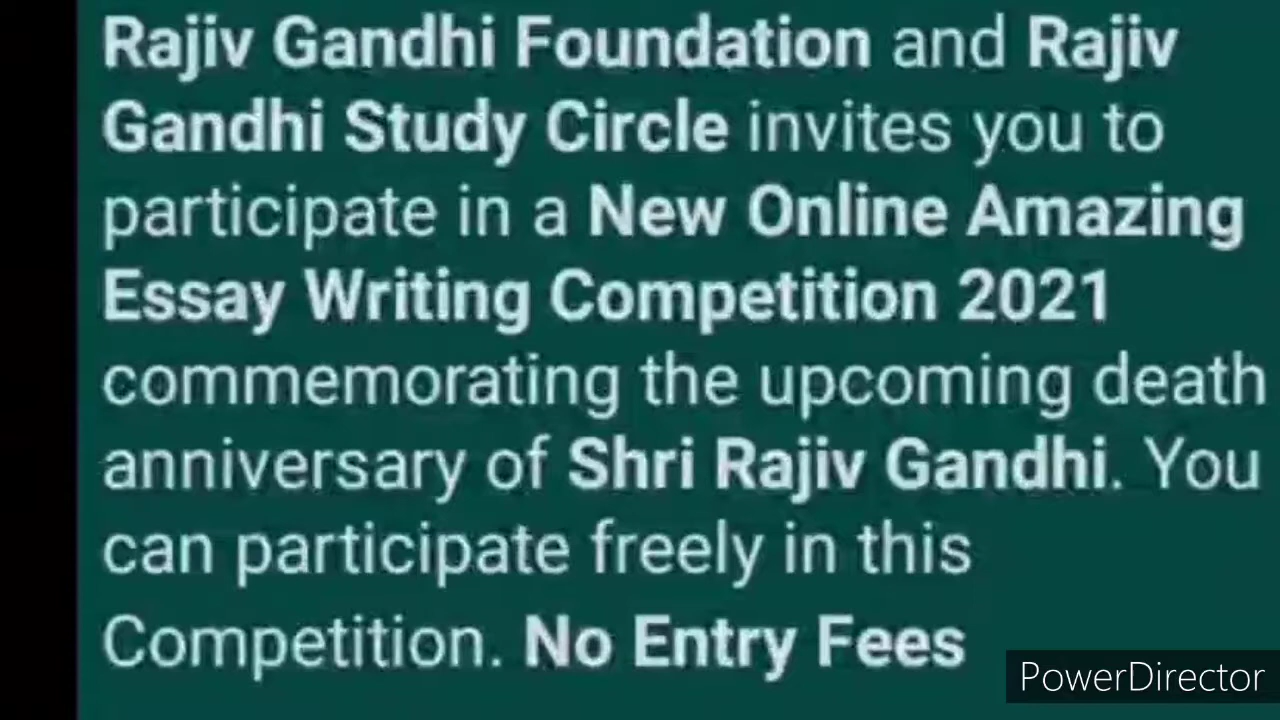 Rajiv Gandhi Foundation and Rajiv
Gandhi Study Circle invites you to
participate in a New Online Amazing
Essay Writing Competition 2021
commemorating the upcoming death
anniversary of Shri Rajiv Gandhi. You
can participate freely in this
Competition. No Entry Fees
PowerDirector